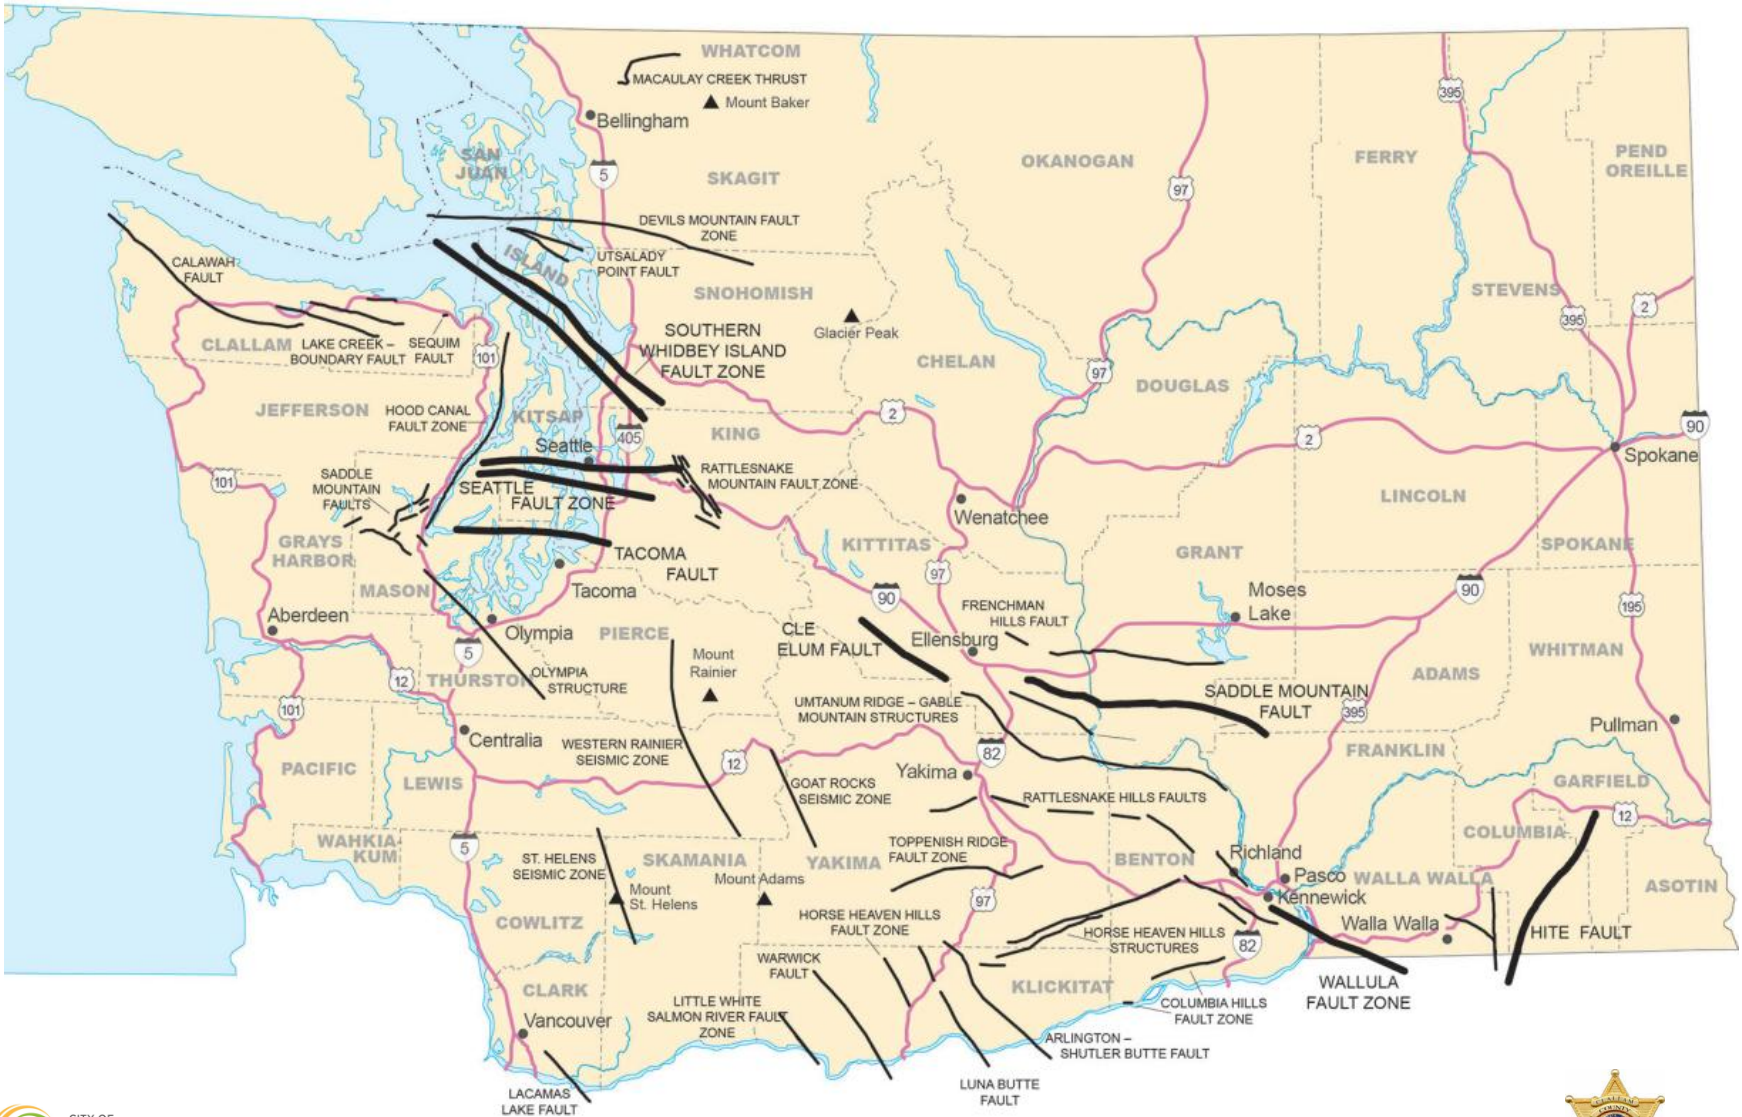 WHATCOM
MACAULAY CREEK THRUST
Mount Baker
Bellingham
395
SAN
JUAN
OKANOGAN
FERRY
PEND
OREILLE
5
SKAGIT
97
DEVILS MOUNTAIN FAULT
ZONE
CALAWAH
FAULT
ISLAND
UTSALADY
POINT FAULT
SNOHOMISH
STEVENS
2
395
Glacier Peak
SOUTHERN
WHIDBEY ISLAND
FAULT ZONE
CLALLAM
LAKE CREEK –
BOUNDARY FAULT
SEQUIM
FAULT
101
CHELAN
97
DOUGLAS
JEFFERSON
HOOD CANAL
FAULT ZONE
KITSAP
405
KING
2
2
90
Seattle
Spokane
101
SADDLE
MOUNTAIN
FAULTS
SEATTLE
FAULT ZONE
RATTLESNAKE
MOUNTAIN FAULT ZONE
Wenatchee
LINCOLN
GRAYS
HARBOR
TACOMA
FAULT
KITTITAS
GRANT
SPOKANE
MASON
Tacoma
97
90
Moses
Lake
90
195
Aberdeen
Olympia
PIERCE
CLE
ELUM FAULT
Ellensburg
FRENCHMAN
HILLS FAULT
5
Mount
Rainier
WHITMAN
12
THURSTON
OLYMPIA
STRUCTURE
ADAMS
101
UMTANUM RIDGE – GABLE
MOUNTAIN STRUCTURES
SADDLE MOUNTAIN
FAULT
395
Pullman
Centralia
WESTERN RAINIER
SEISMIC ZONE
12
82
FRANKLIN
PACIFIC
LEWIS
GOAT ROCKS
SEISMIC ZONE
Yakima
RATTLESNAKE HILLS FAULTS
GARFIELD
12
WAHKIA-
KUM
5
ST. HELENS
SEISMIC ZONE
SKAMANIA
Mount Adams
YAKIMA
TOPPENISH RIDGE
FAULT ZONE
BENTON
Richland
Pasco
Kennewick
WALLA WALLA
COLUMBIA
ASOTIN
Mount
St. Helens
97
COWLITZ
HORSE HEAVEN HILLS
FAULT ZONE
HORSE HEAVEN HILLS
STRUCTURES
82
Walla Walla
HITE FAULT
WARWICK
FAULT
CLARK
LITTLE WHITE
SALMON RIVER FAULT
ZONE
KLICKITAT
COLUMBIA HILLS
FAULT ZONE
WALLULA
FAULT ZONE
Vancouver
ARLINGTON –
SHUTLER BUTTE FAULT
LACAMAS
LAKE FAULT
LUNA BUTTE
FAULT
CITY OF
CLALLAM
COUNTY